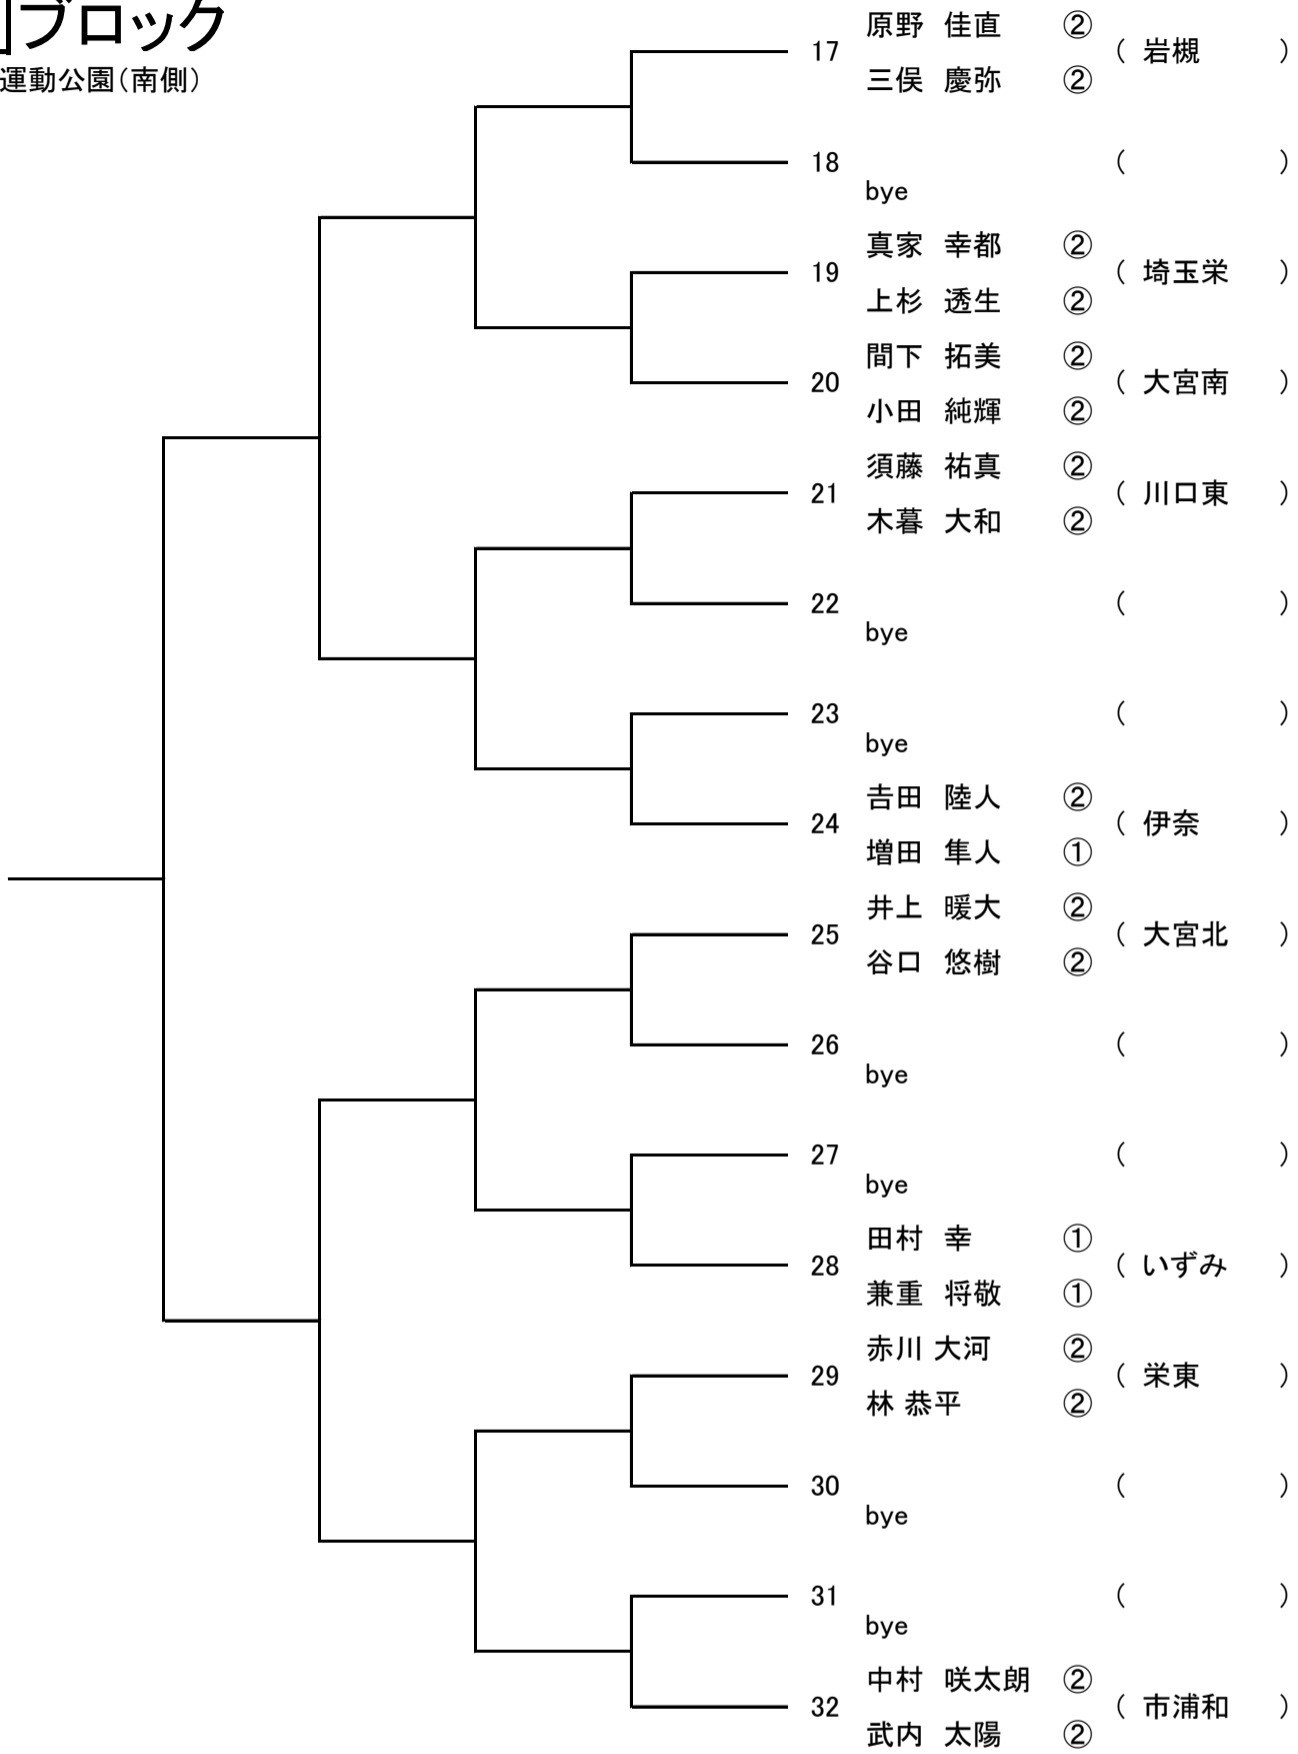 ブロック
運動公園(南側)
原野 佳直 ②
17 ( 岩槻 )
三俣 慶弥 ②
18 ( )
bye
真家 幸都 ②
19 ( 埼玉栄 )
上杉 透生 ②
間下 拓美 ②
20 ( 大宮南 )
小田 純輝 ②
須藤 祐真 ②
21 ( 川口東 )
木暮 大和 ②
22 ( )
bye
23 ( )
bye
𠮷田 陸人 ②
24 ( 伊奈 )
増田 隼人 ①
井上 暖大 ②
25 ( 大宮北 )
谷口 悠樹 ②
26 ( )
bye
27 ( )
bye
田村 幸 ①
28 ( いずみ )
兼重 将敬 ①
赤川 大河 ②
29 ( 栄東 )
林 恭平 ②
30 ( )
bye
31 ( )
bye
中村 咲太朗 ②
32 ( 市浦和 )
武内 太陽 ②